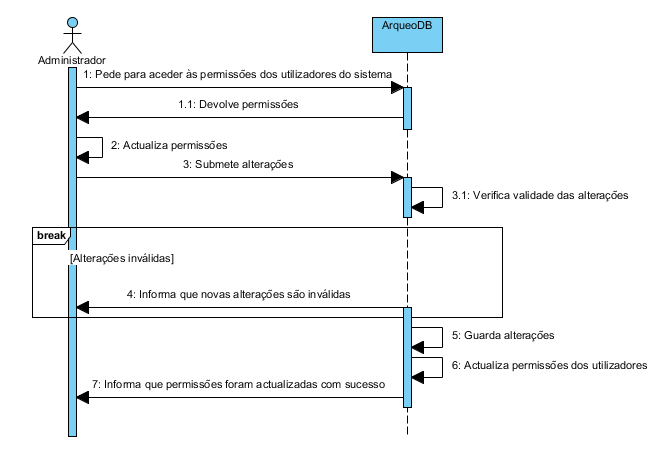 ArqueoDB
Administrador
1: Pede para aceder às permissões dos utilizadores do sistema
1.1: Devolve permissões
2: Actualiza permissões
3: Submete alterações
3.1: Verifica validade das alterações
break
[Alterações inválidas]
4: Informa que novas alterações são inválidas
5: Guarda alterações
6: Actualiza permissões dos utilizadores
7: Informa que permissões foram actualizadas com sucesso